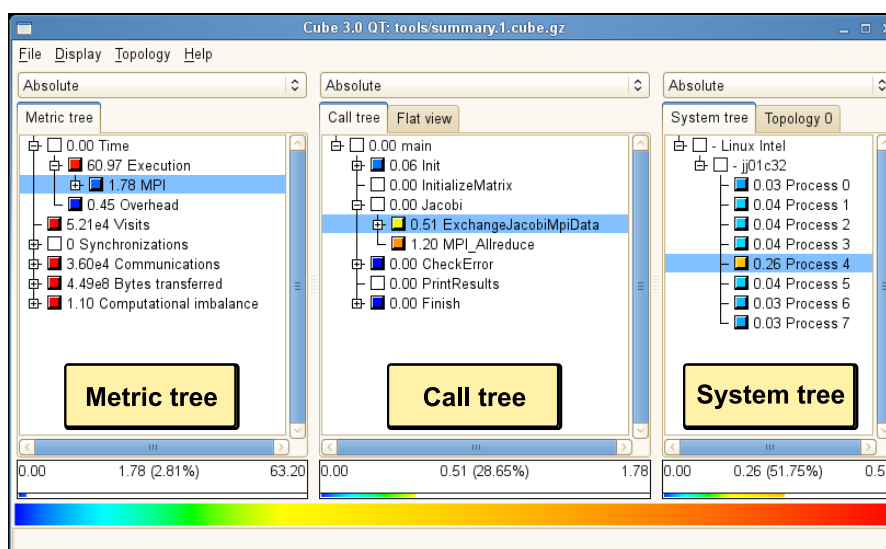 Cube 3.0 QT: tools/summary.1.cube.gz
File Display Topology Help
Absolute
Metric tree
0.00 Time
60.97 Execution
1.78 MPI
0.45 Overhead
5.21e4 Visits
0 Synchronizations
3.60e4 Communications
4.49e8 Bytes transferred
1.10 Computational imbalance
Metric tree
0.00 1.78 (2.81%) 63.20
Absolute
Call tree Flat view
0.00 main
0.06 Init
0.00 InitializeMatrix
0.00 Jacobi
0.51 ExchangeJacobiMpiData
1.20 MPI_Allreduce
0.00 CheckError
0.00 PrintResults
0.00 Finish
Call tree
0.00 0.51 (28.65%) 1.78
Absolute
System tree Topology 0
- Linux Intel
- jj01c32
0.03 Process 0
0.04 Process 1
0.04 Process 2
0.04 Process 3
0.26 Process 4
0.04 Process 5
0.03 Process 6
0.03 Process 7
System tree
0.00 0.26 (51.75%)